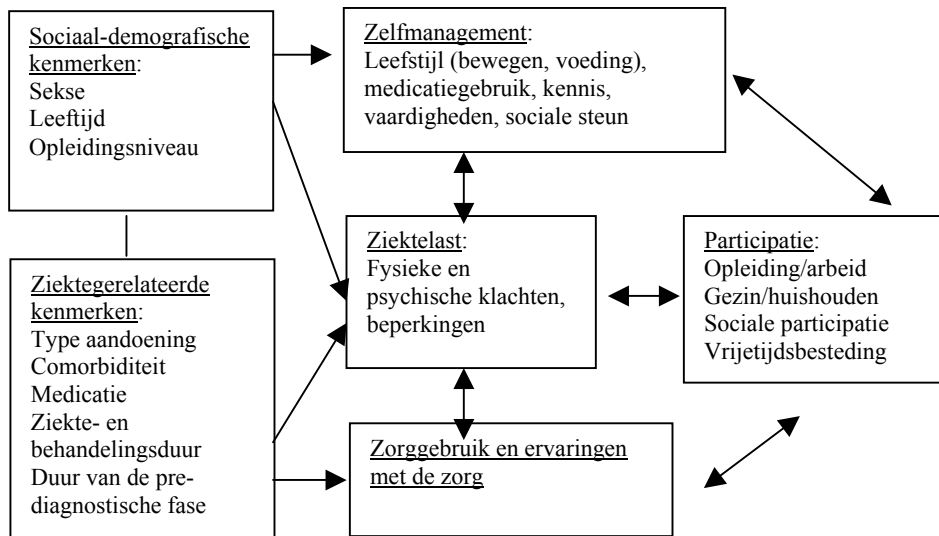 Sociaal-demografische
kenmerken:
Sekse
Leeftijd
Opleidingsniveau
Zelfmanagement:
Leefstijl (bewegen, voeding),
medicatiegebruik, kennis,
vaardigheden, sociale steun
Ziektegerelateerde
kenmerken:
Type aandoening
Comorbiditeit
Medicatie
Ziekte- en
behandelingsduur
Duur van de pre-
diagnostische fase
Ziektelast:
Fysieke en
psychische klachten,
beperkingen
Participatie:
Opleiding/arbeid
Gezin/huishouden
Sociale participatie
Vrijetijdsbesteding
Zorggebruik en ervaringen
met de zorg